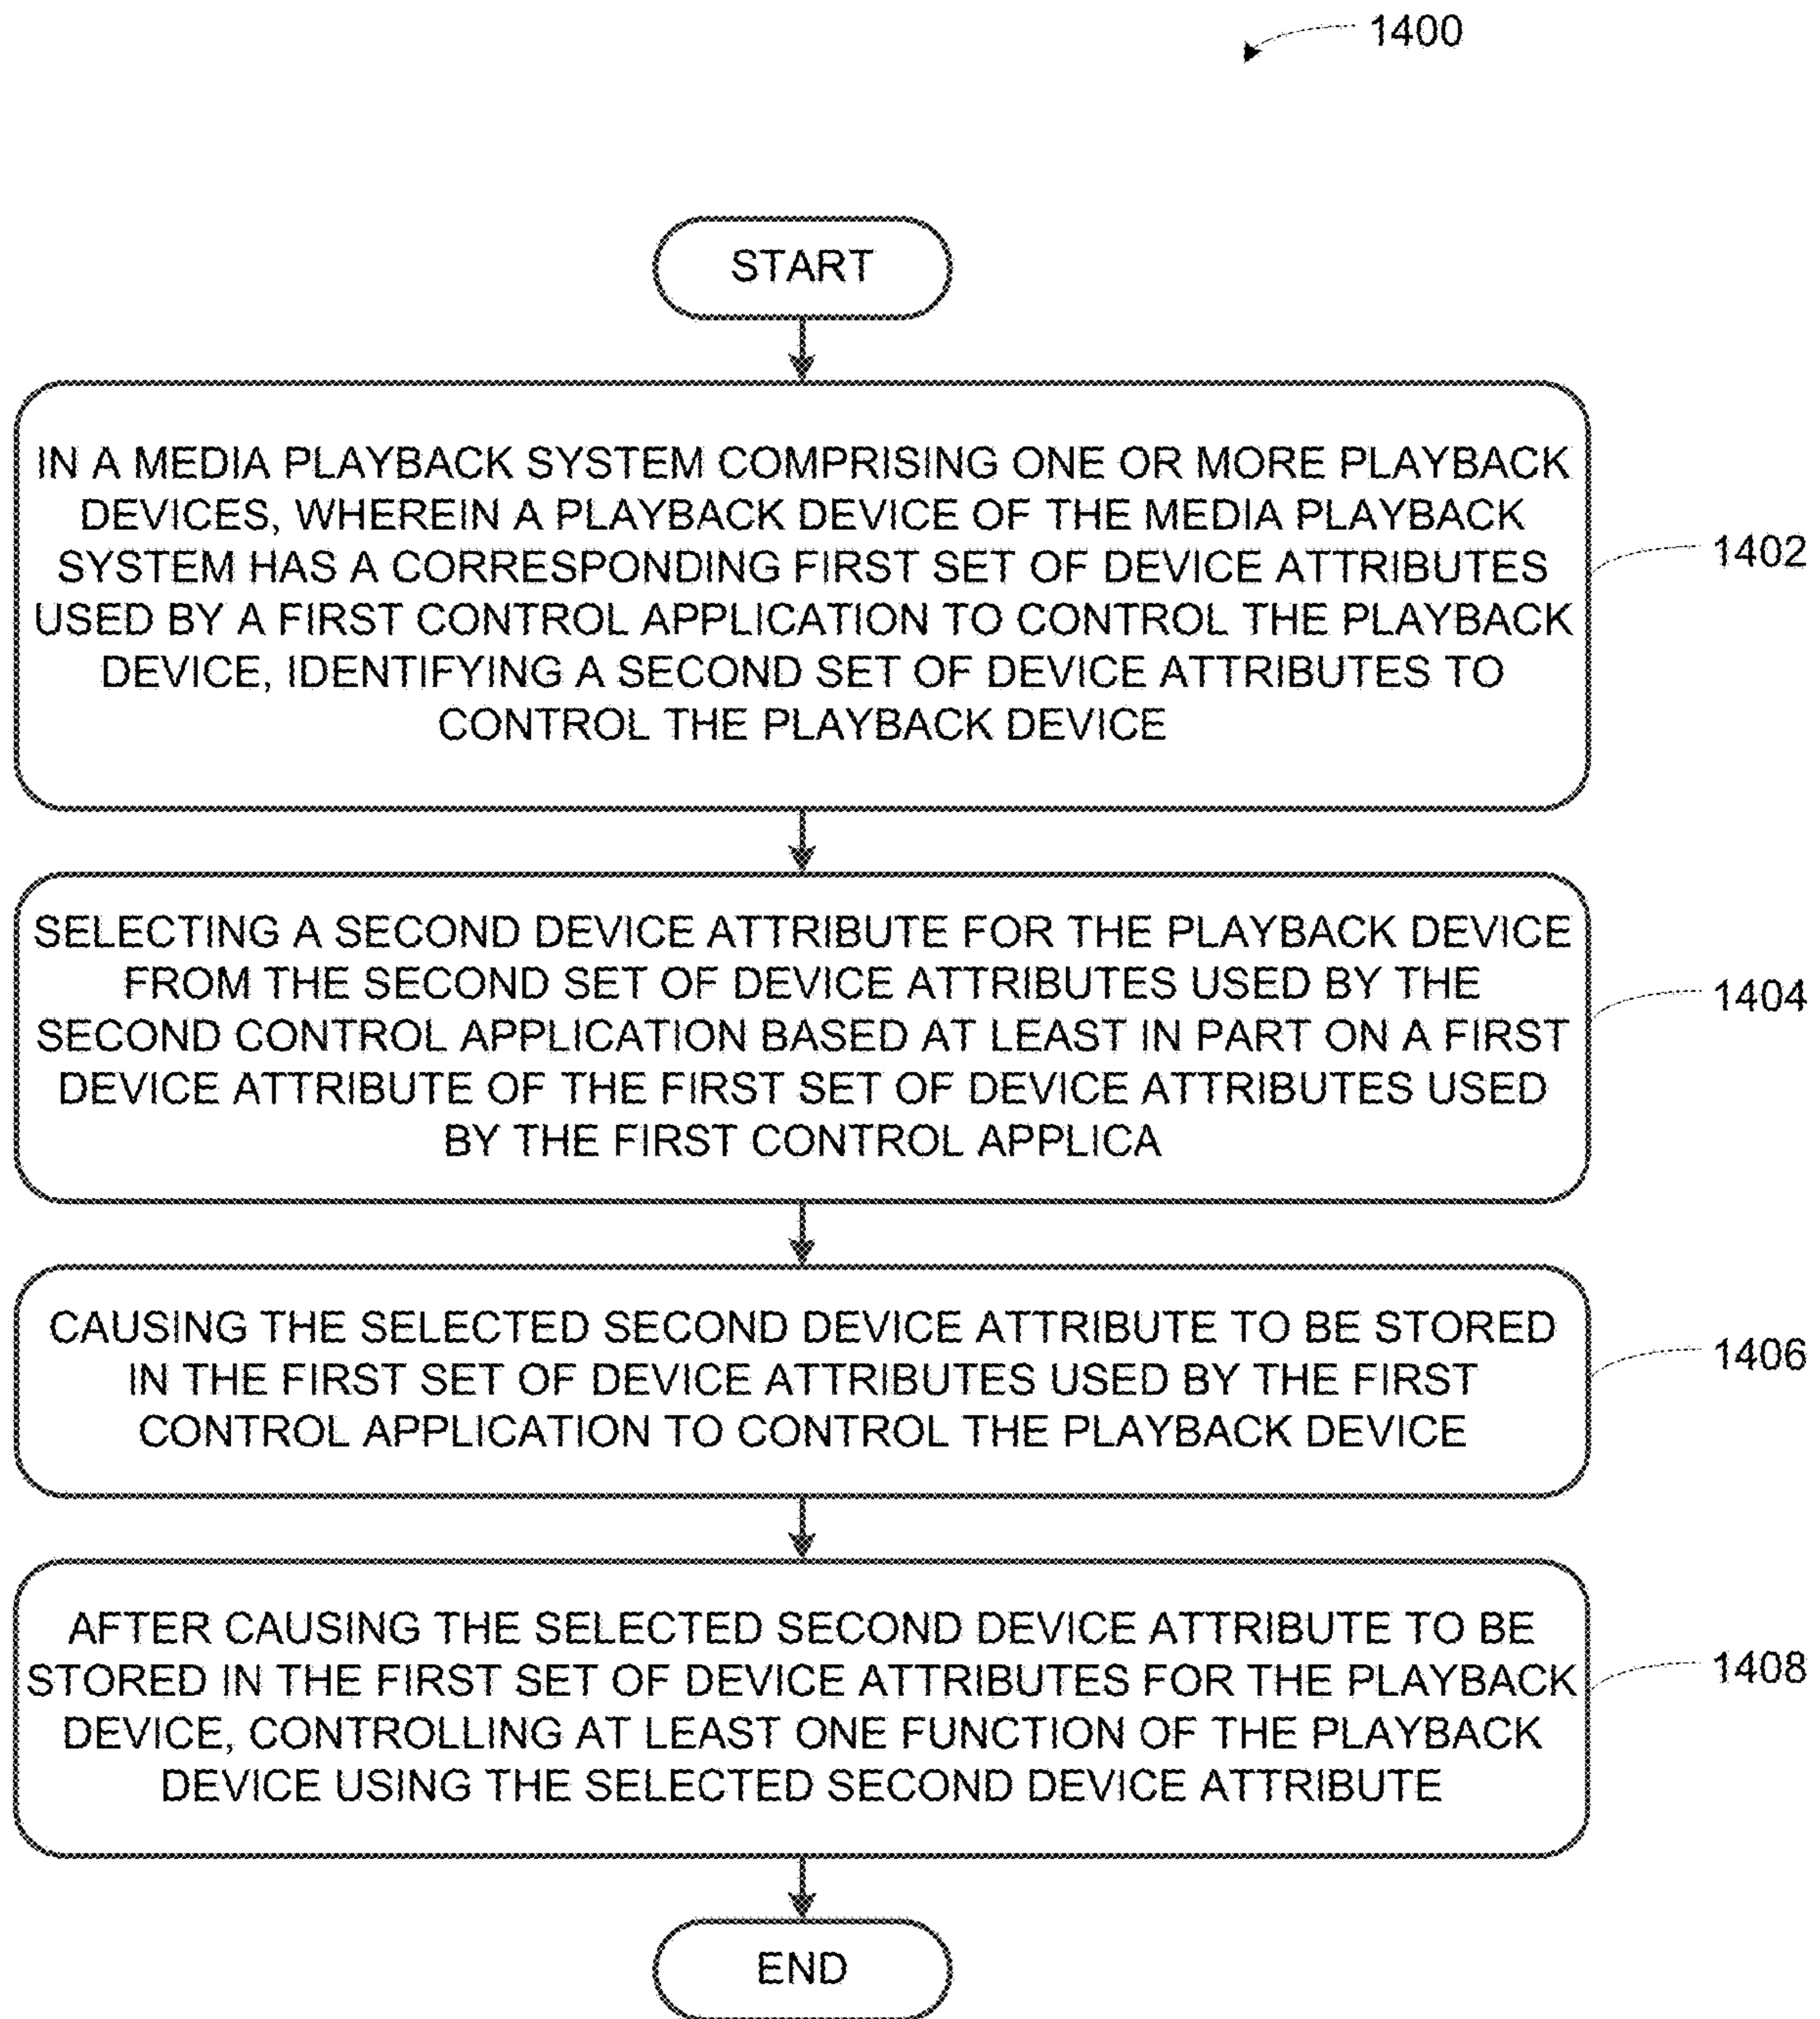 1400
START
IN A MEDIA PLAYBACK SYSTEM COMPRISING ONE OR MORE PLAYBACK
DEVICES, WHEREIN A PLAYBACK DEVICE OF THE MEDIA PLAYBACK
SYSTEM HAS A CORRESPONDING FIRST SET OF DEVICE ATTRIBUTES
USED BY A FIRST CONTROL APPLICATION TO CONTROL THE PLAYBACK
DEVICE, IDENTIFYING A SECOND SET OF DEVICE ATTRIBUTES TO
CONTROL THE PLAYBACK DEVICE
1402
SELECTING A SECOND DEVICE ATTRIBUTE FOR THE PLAYBACK DEVICE
FROM THE SECOND SET OF DEVICE ATTRIBUTES USED BY THE
SECOND CONTROL APPLICATION BASED AT LEAST IN PART ON A FIRST
DEVICE ATTRIBUTE OF THE FIRST SET OF DEVICE ATTRIBUTES USED
BY THE FIRST CONTROL APPLICA
1404
CAUSING THE SELECTED SECOND DEVICE ATTRIBUTE TO BE STORED
IN THE FIRST SET OF DEVICE ATTRIBUTES USED BY THE FIRST
CONTROL APPLICATION TO CONTROL THE PLAYBACK DEVICE
1406
AFTER CAUSING THE SELECTED SECOND DEVICE ATTRIBUTE TO BE
STORED IN THE FIRST SET OF DEVICE ATTRIBUTES FOR THE PLAYBACK
DEVICE, CONTROLLING AT LEAST ONE FUNCTION OF THE PLAYBACK
DEVICE USING THE SELECTED SECOND DEVICE ATTRIBUTE
1408
END